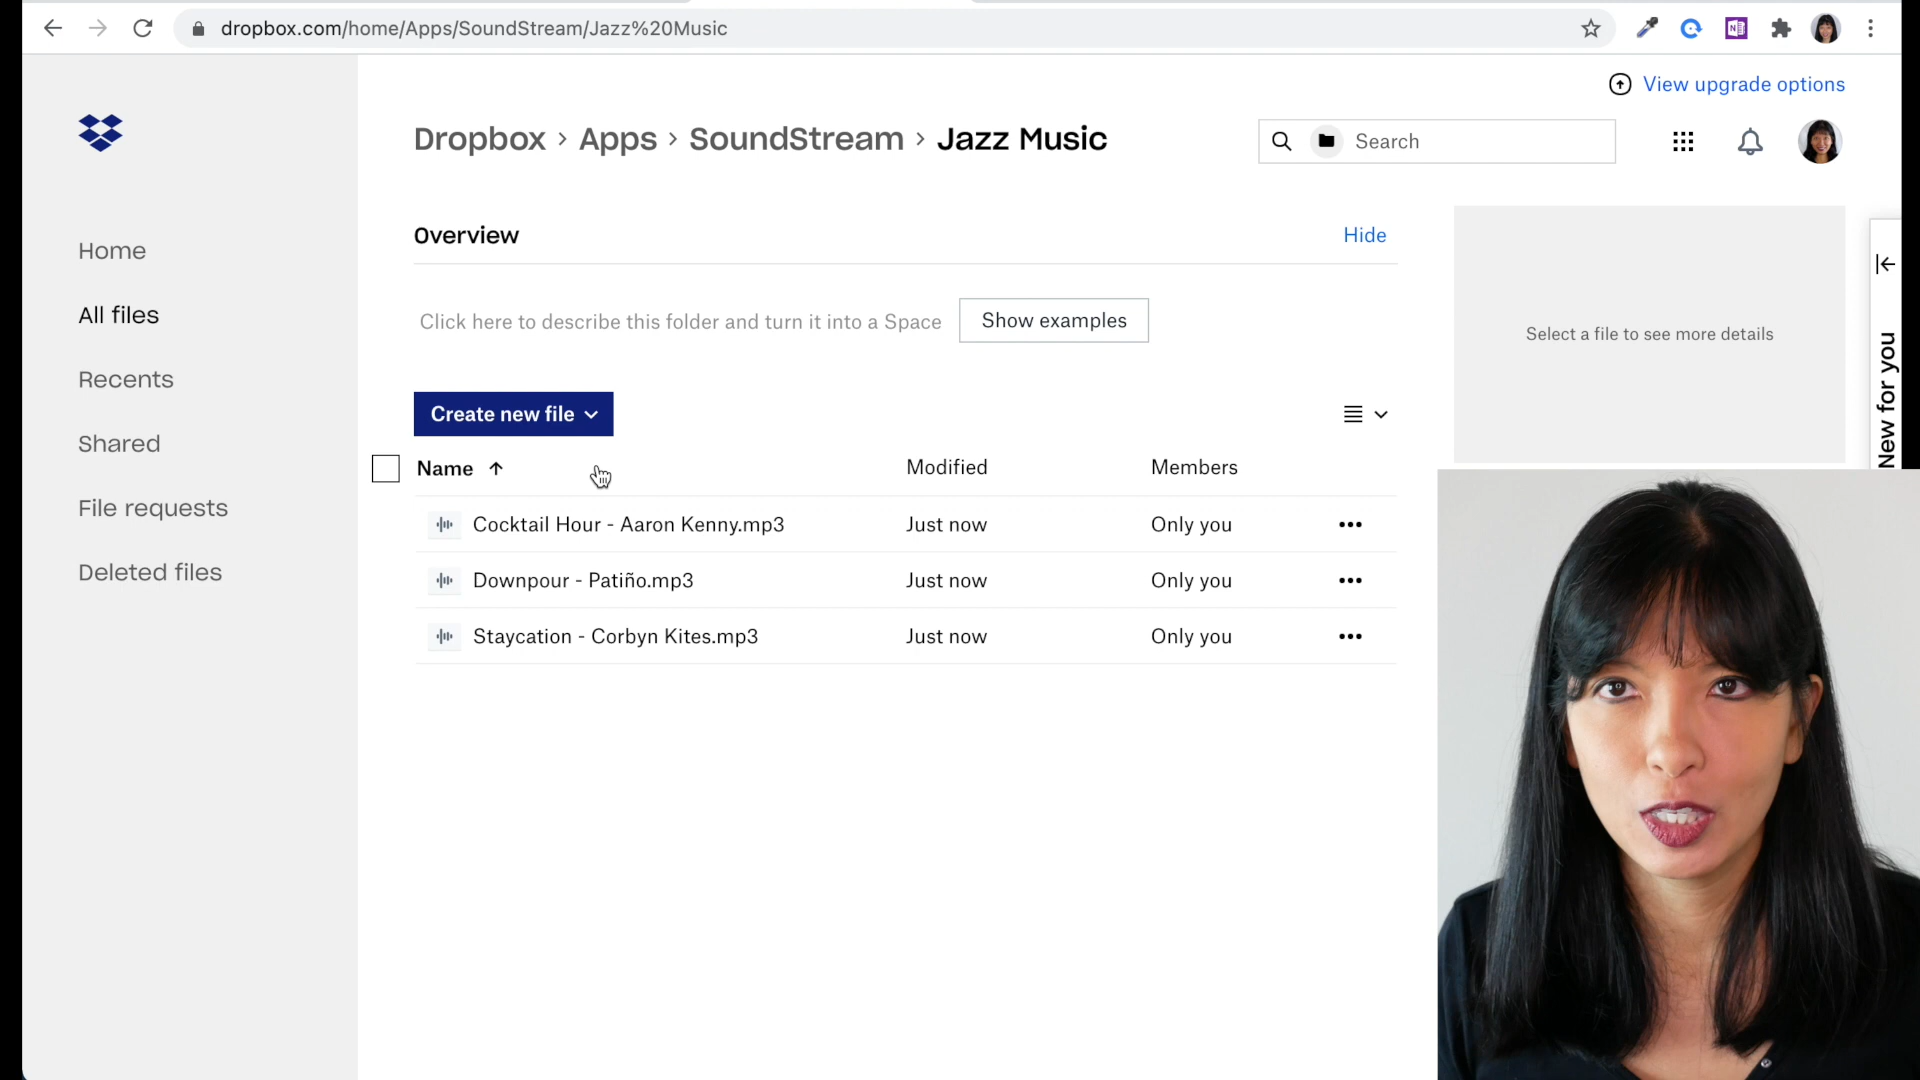 dropbox.com/home/Apps/SoundStream/Jazz%20Music
View upgrade options
Dropbox › Apps › SoundStream › Jazz Music
Search
Home
All files
Recents
Shared
File requests
Deleted files
Overview
Hide
Click here to describe this folder and turn it into a Space
Show examples
Create new file
Name
Modified
Members
Cocktail Hour - Aaron Kenny.mp3
Just now
Only you
Downpour - Patiño.mp3
Just now
Only you
Staycation - Corbyn Kites.mp3
Just now
Only you
Select a file to see more details
New for you